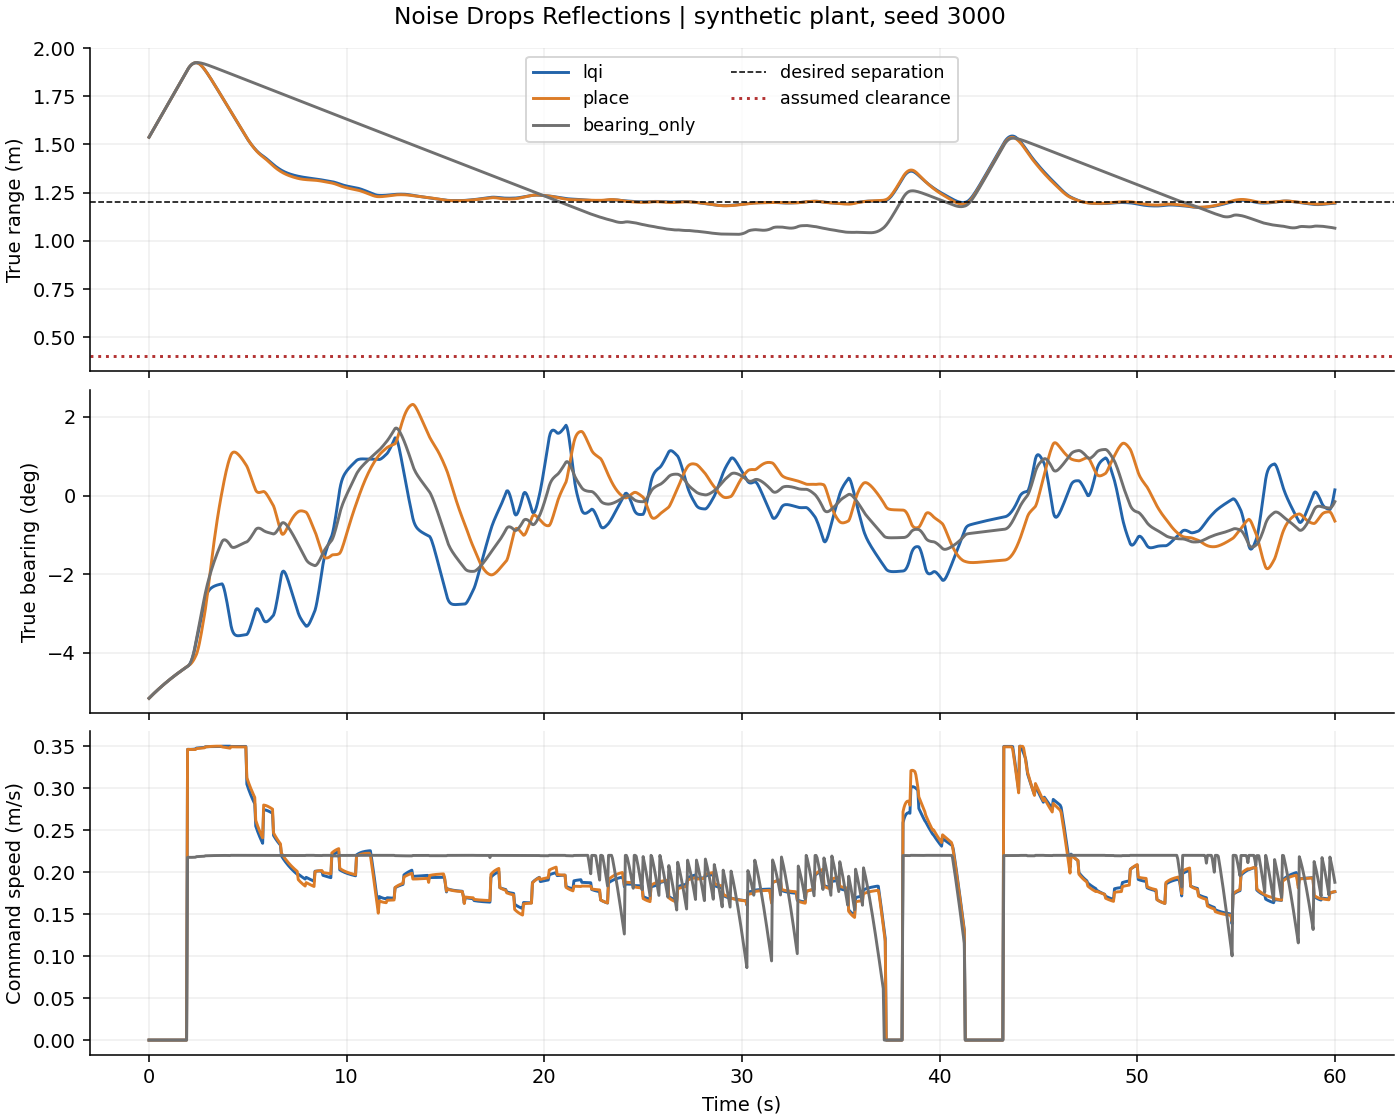 Noise Drops Reflections | synthetic plant, seed 3000
lqi
place
bearing_only
desired separation
assumed clearance
True range (m)
2.00
1.75
1.50
1.25
1.00
0.75
0.50
True bearing (deg)
2
0
−2
−4
Command speed (m/s)
0.35
0.30
0.25
0.20
0.15
0.10
0.05
0.00
0 10 20 30 40 50 60
Time (s)